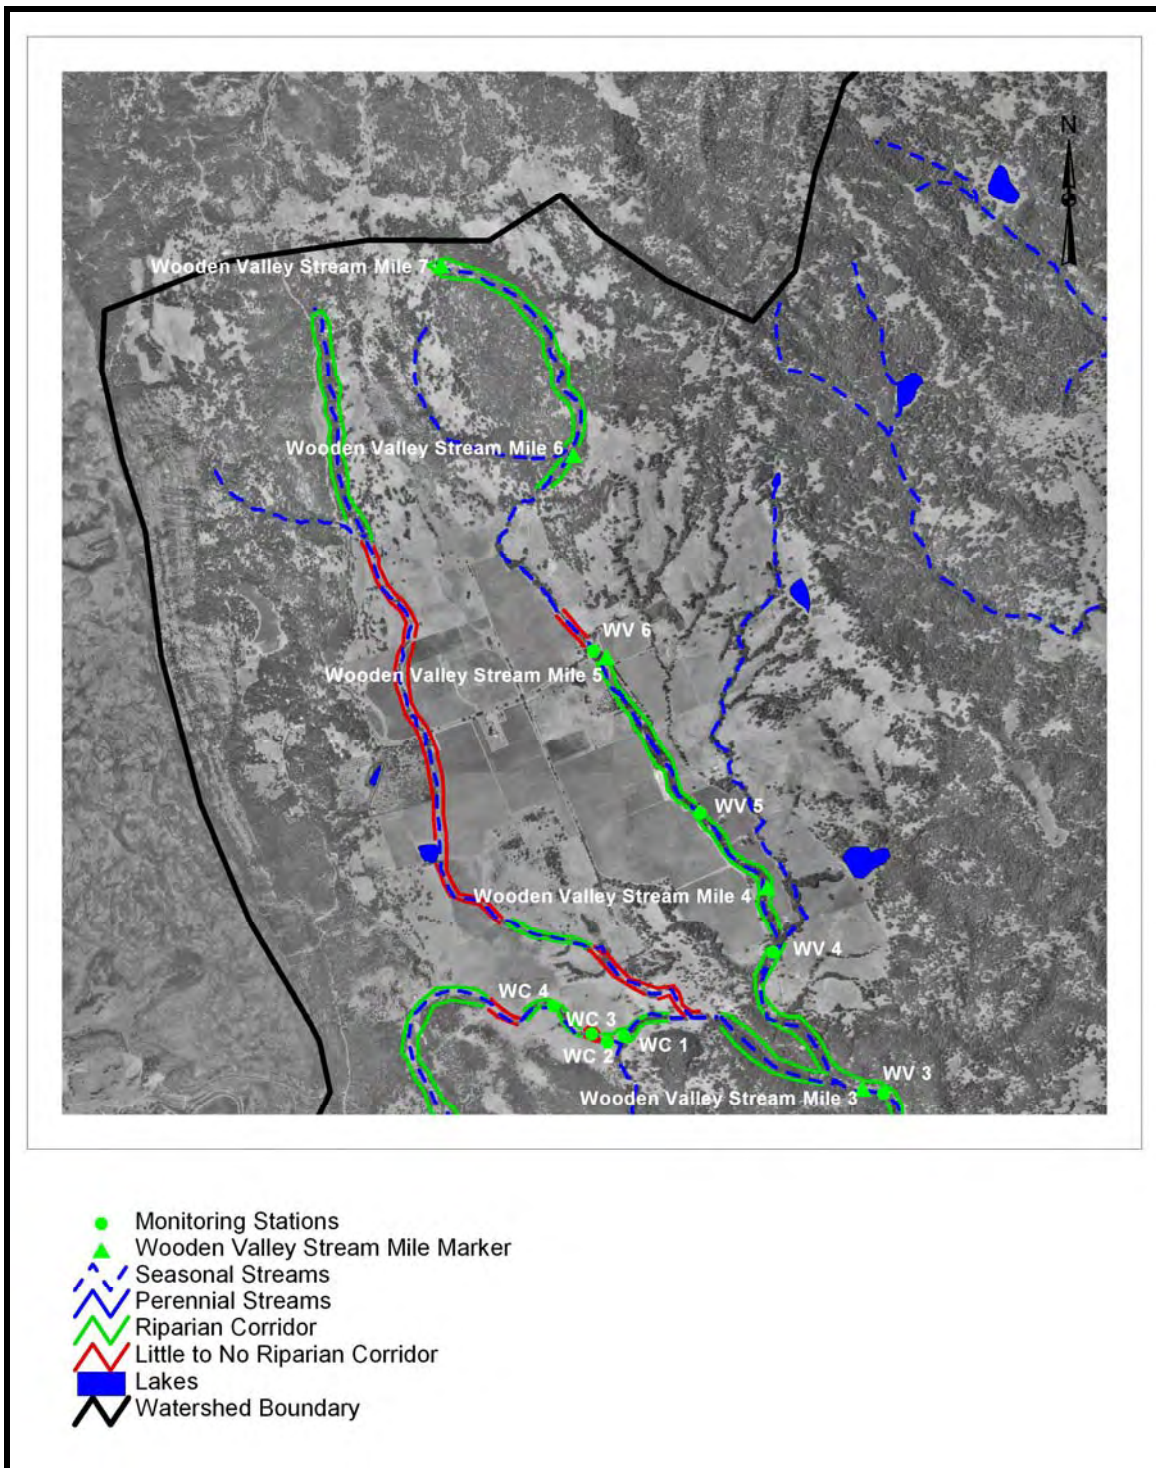 N
Wooden Valley Stream Mile 7
Wooden Valley Stream Mile 6
WV 6
Wooden Valley Stream Mile 5
WV 5
Wooden Valley Stream Mile 4
WV 4
WC 4
WC 3
WC 1
WC 2
WV 3
Wooden Valley Stream Mile 3
Monitoring Stations
Wooden Valley Stream Mile Marker
Seasonal Streams
Perennial Streams
Riparian Corridor
Little to No Riparian Corridor
Lakes
Watershed Boundary